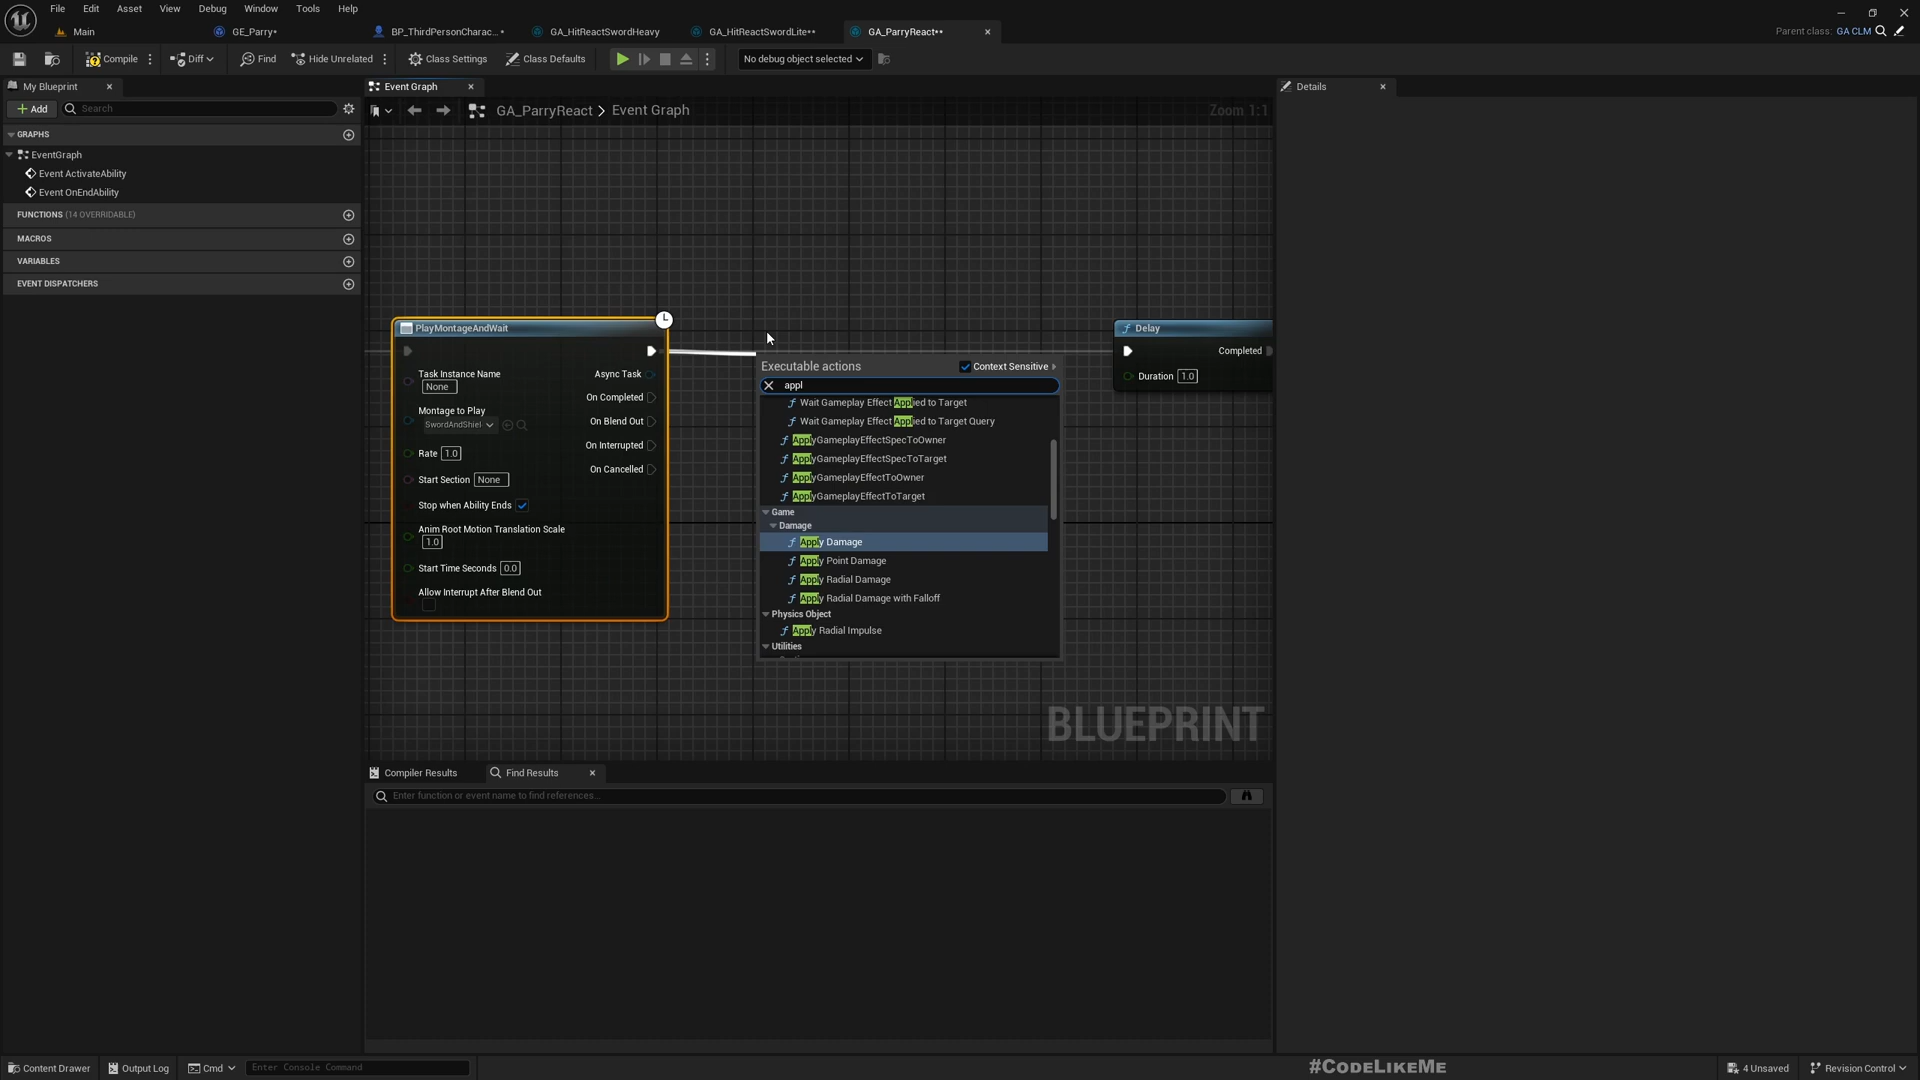 File Edit Asset View Debug Window Tools Help
Main GE_Parry* BP_ThirdPersonCharac...* GA_HitReactSwordHeavy GA_HitReactSwordLite** GA_ParryReact** Parent class: GA CLM
Compile Diff Find Hide Unrelated Class Settings Class Defaults No debug object selected
My Blueprint Event Graph Details
Add Search GA_ParryReact > Event Graph Zoom 1:1
GRAPHS
EventGraph
Event ActivateAbility
Event OnEndAbility
FUNCTIONS (14 OVERRIDABLE)
MACROS
VARIABLES
EVENT DISPATCHERS
PlayMontageAndWait
Task Instance Name
None
Montage to Play
SwordAndShiel
Rate 1.0
Start Section None
Stop when Ability Ends
Anim Root Motion Translation Scale
1.0
Start Time Seconds 0.0
Allow Interrupt After Blend Out
Async Task
On Completed
On Blend Out
On Interrupted
On Cancelled
Executable actions Context Sensitive
appl
Wait Gameplay Effect Applied to Target
Wait Gameplay Effect Applied to Target Query
ApplyGameplayEffectSpecToOwner
ApplyGameplayEffectSpecToTarget
ApplyGameplayEffectToOwner
ApplyGameplayEffectToTarget
Game
Damage
Apply Damage
Apply Point Damage
Apply Radial Damage
Apply Radial Damage with Falloff
Physics Object
Apply Radial Impulse
Utilities
Delay
Completed
Duration 1.0
BLUEPRINT
Compiler Results Find Results
Enter function or event name to find references...
Content Drawer Output Log Cmd Enter Console Command #CODELIKEME 4 Unsaved Revision Control